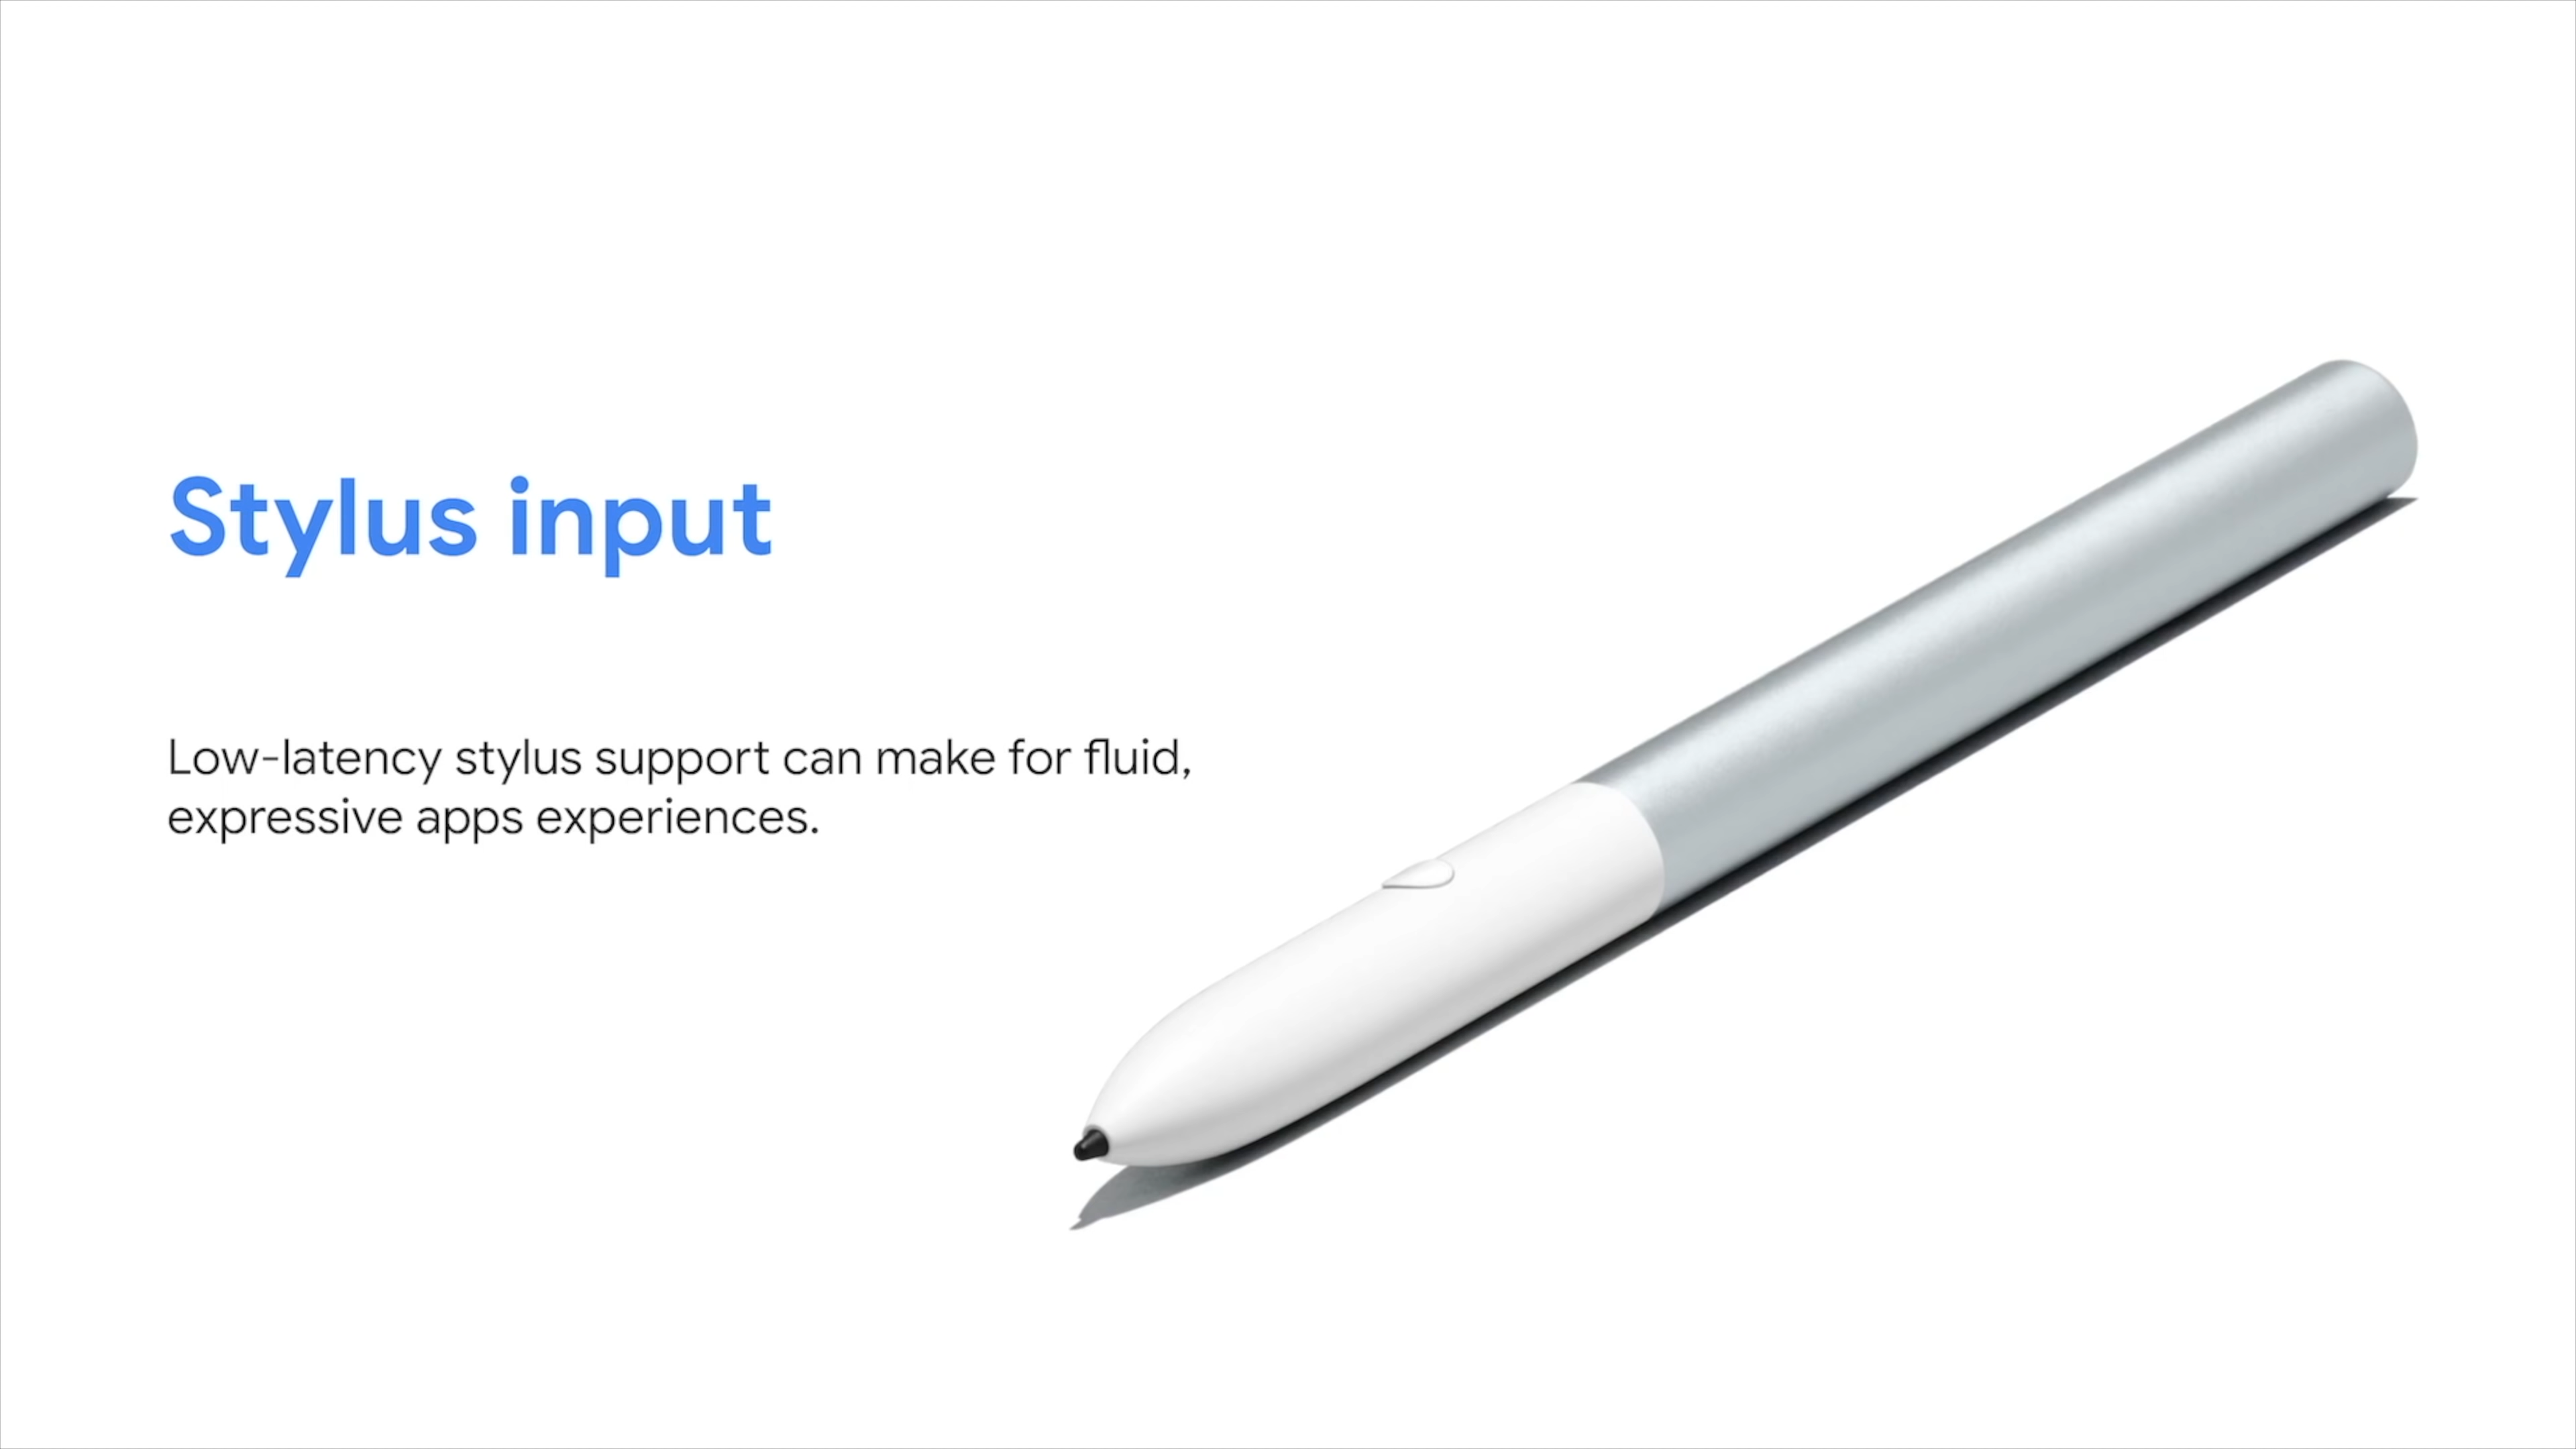 Stylus input
Low-latency stylus support can make for fluid,
expressive apps experiences.